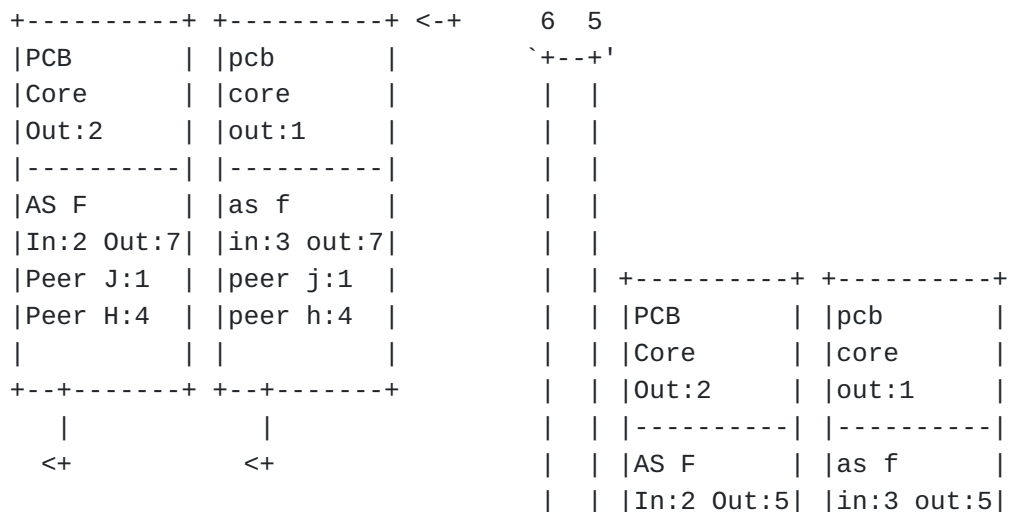 +----------+ +----------+ <-+     6  5
|PCB       | |pcb       |        `+--+'
|Core      | |core      |         |  |
|Out:2     | |out:1     |         |  |
|----------| |----------|         |  |
|AS F      | |as f      |         |  |
|In:2 Out:7| |in:3 out:7|         |  |
|Peer J:1  | |peer j:1  |         |  | +----------+ +----------+
|Peer H:4  | |peer h:4  |         |  | |PCB       | |pcb       |
|          | |          |         |  | |Core      | |core      |
+--+-------+ +--+-------+         |  | |Out:2     | |out:1     |
   |            |                 |  | |----------| |----------|
  <+           <+                 |  | |AS F      | |as f      |
                                  |  | |In:2 Out:5| |in:3 out:5|